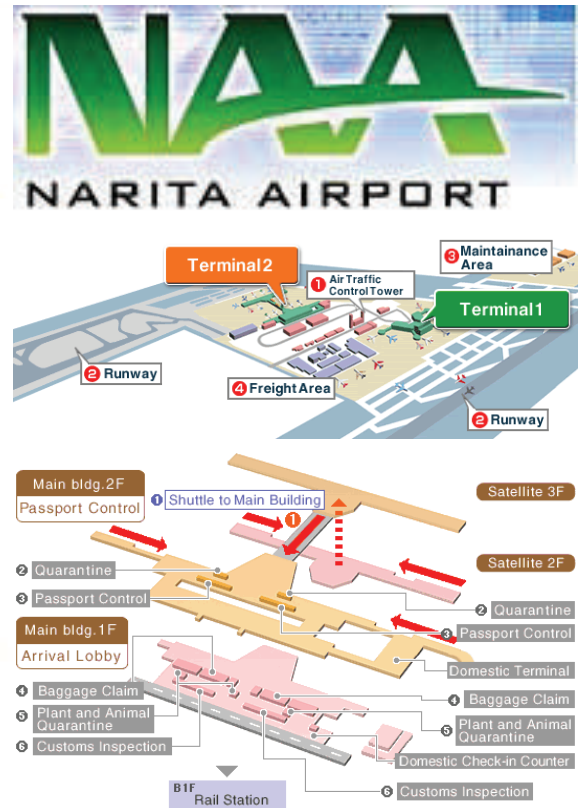 NAA
NARITA AIRPORT
Terminal2
❶ Air Traffic
Control Tower
❸ Maintainance
Area
Terminal1
❷ Runway
❹ Freight Area
❷ Runway
Main bldg.2F
Passport Control
❶ Shuttle to Main Building
❶
Satellite 3F
Satellite 2F
❷ Quarantine
❸ Passport Control
❷ Quarantine
❸ Passport Control
Main bldg.1F
Arrival Lobby
Domestic Terminal
❹ Baggage Claim
❹ Baggage Claim
❺ Plant and Animal
Quarantine
❺ Plant and Animal
Quarantine
❻ Customs Inspection
Domestic Check-in Counter
❻ Customs Inspection
B1F
Rail Station